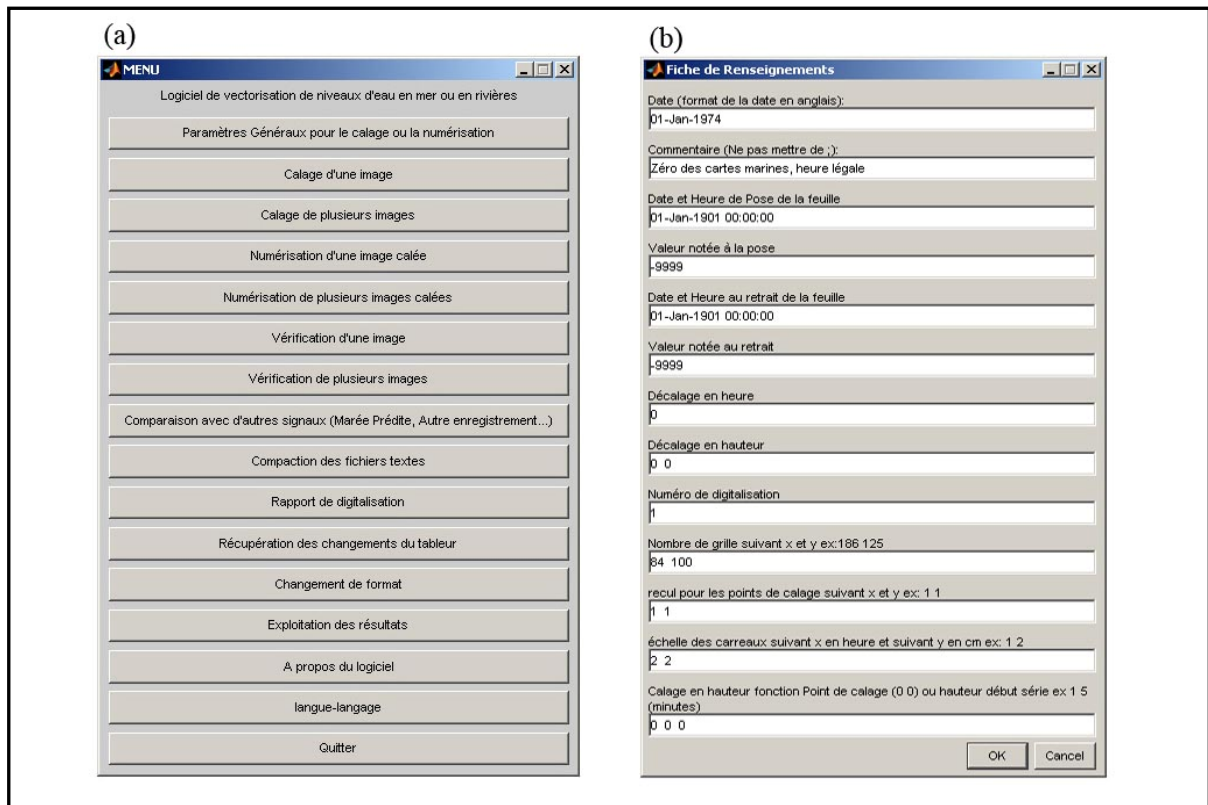 (a)
MENU
Logiciel de vectorisation de niveaux d'eau en mer ou en rivières
Paramètres Généraux pour le calage ou la numérisation
Calage d'une image
Calage de plusieurs images
Numérisation d'une image calée
Numérisation de plusieurs images calées
Vérification d'une image
Vérification de plusieurs images
Comparaison avec d'autres signaux (Marée Prédite, Autre enregistrement...)
Compaction des fichiers textes
Rapport de digitalisation
Récupération des changements du tableur
Changement de format
Exploitation des résultats
A propos du logiciel
langue-langage
Quitter
(b)
Fiche de Renseignements
Date (format de la date en anglais):
01-Jan-1974
Commentaire (Ne pas mettre de ;):
Zéro des cartes marines, heure légale
Date et Heure de Pose de la feuille
01-Jan-1901 00:00:00
Valeur notée à la pose
-9999
Date et Heure au retrait de la feuille
01-Jan-1901 00:00:00
Valeur notée au retrait
-9999
Décalage en heure
0
Décalage en hauteur
0 0
Numéro de digitalisation
1
Nombre de grille suivant x et y ex:186 125
84 100
recul pour les points de calage suivant x et y ex: 1 1
1 1
échelle des carreaux suivant x en heure et suivant y en cm ex: 1 2
2 2
Calage en hauteur fonction Point de calage (0 0) ou hauteur début série ex 1 5
(minutes)
0 0 0
OK Cancel